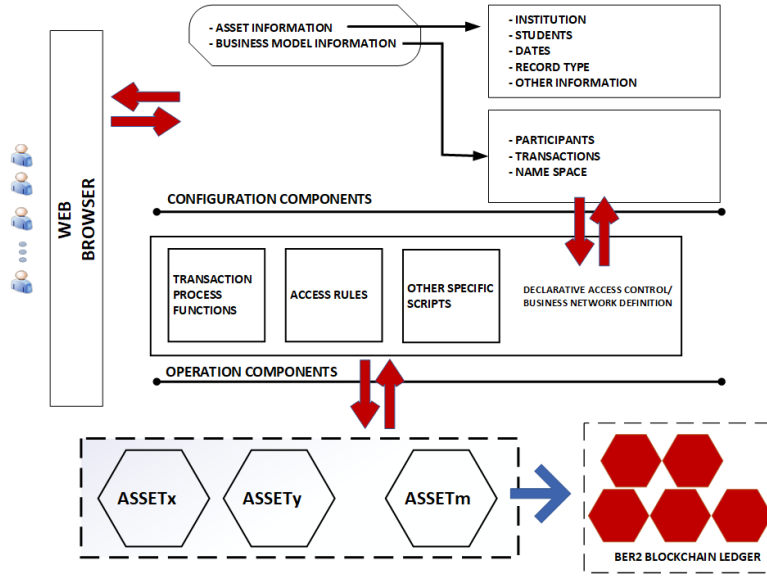 - ASSET INFORMATION
- BUSINESS MODEL INFORMATION
- INSTITUTION
- STUDENTS
- DATES
- RECORD TYPE
- OTHER INFORMATION
- PARTICIPANTS
- TRANSACTIONS
- NAME SPACE
WEB
BROWSER
CONFIGURATION COMPONENTS
TRANSACTION
PROCESS
FUNCTIONS
ACCESS RULES
OTHER SPECIFIC
SCRIPTS
DECLARATIVE ACCESS CONTROL/
BUSINESS NETWORK DEFINITION
OPERATION COMPONENTS
ASSETx
ASSETy
ASSETm
BER2 BLOCKCHAIN LEDGER